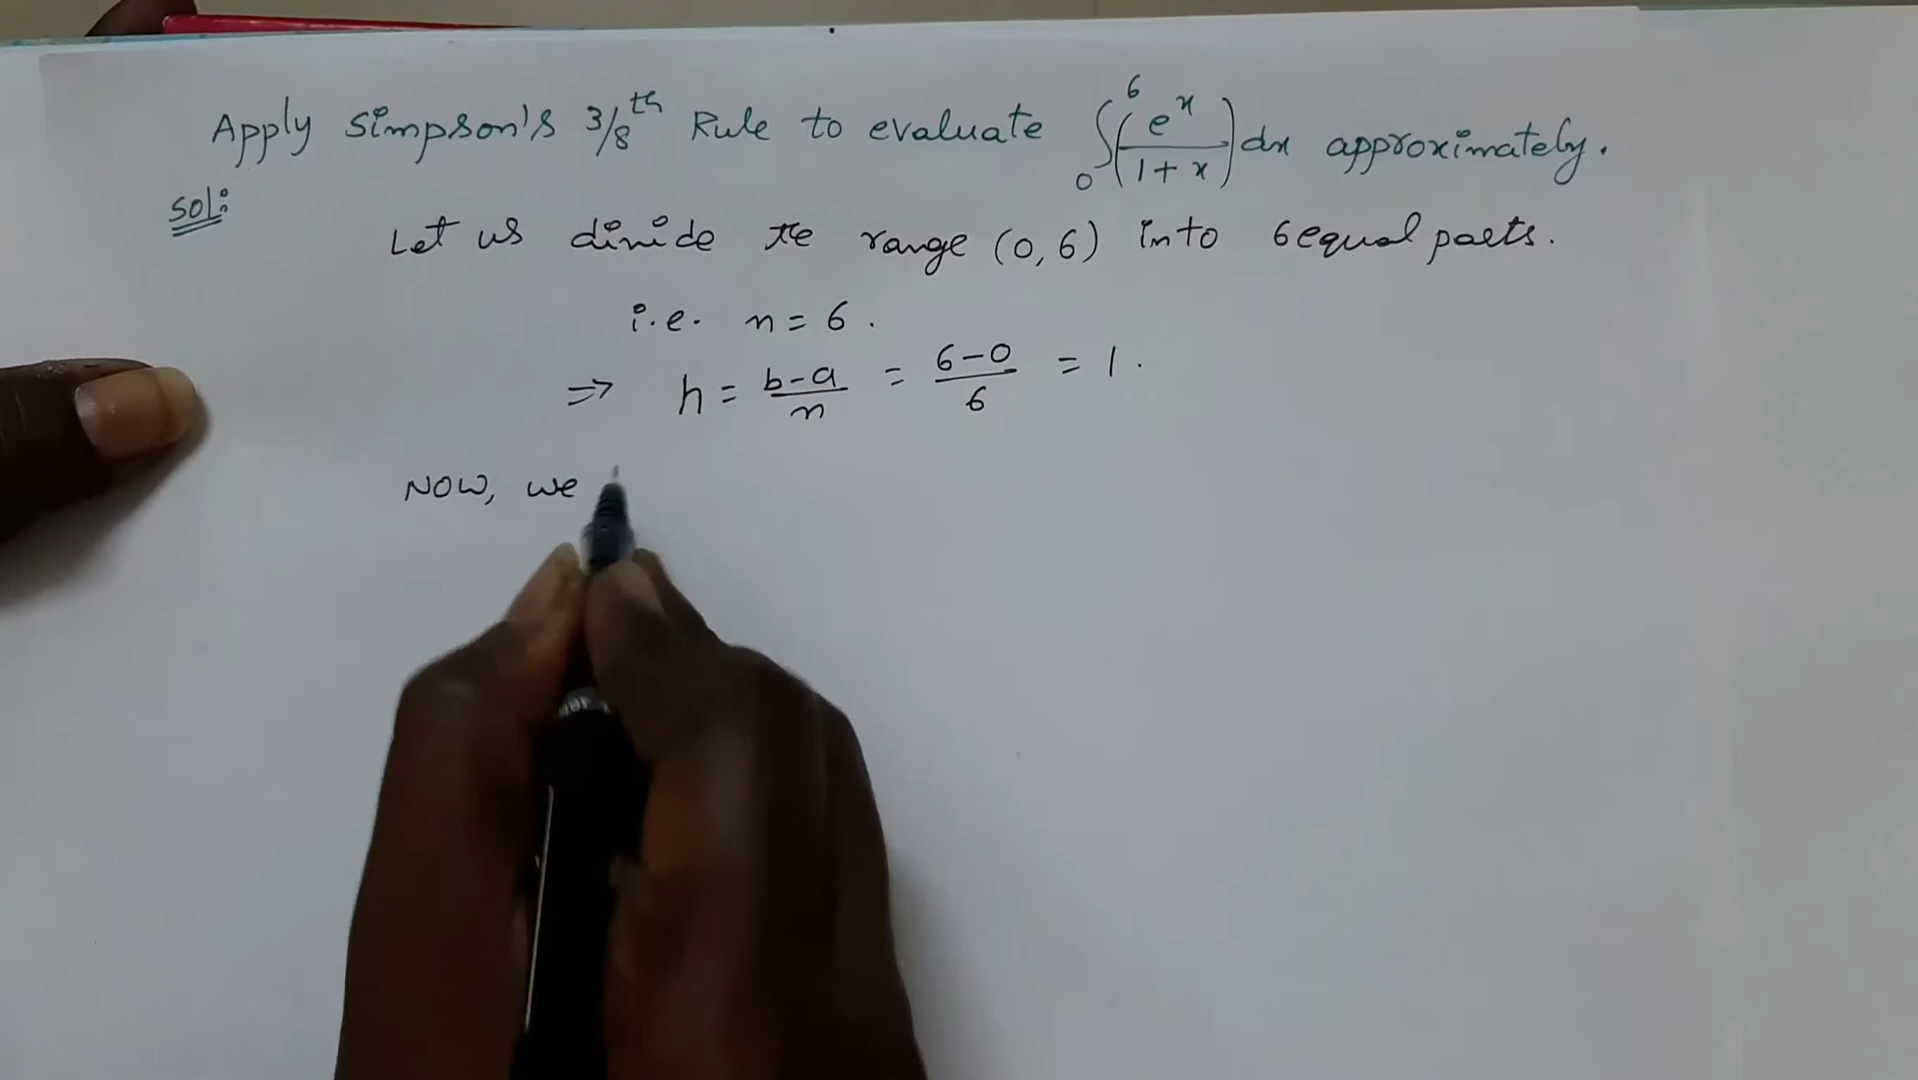 Apply Simpson's 3/8th Rule to evaluate ∫₀⁶ (e^x/(1+x)) dx approximately.
Sol:
Let us divide the range (0, 6) into 6 equal parts.
i.e. n = 6.
⇒ h = (b-a)/n = (6-0)/6 = 1.
Now, we